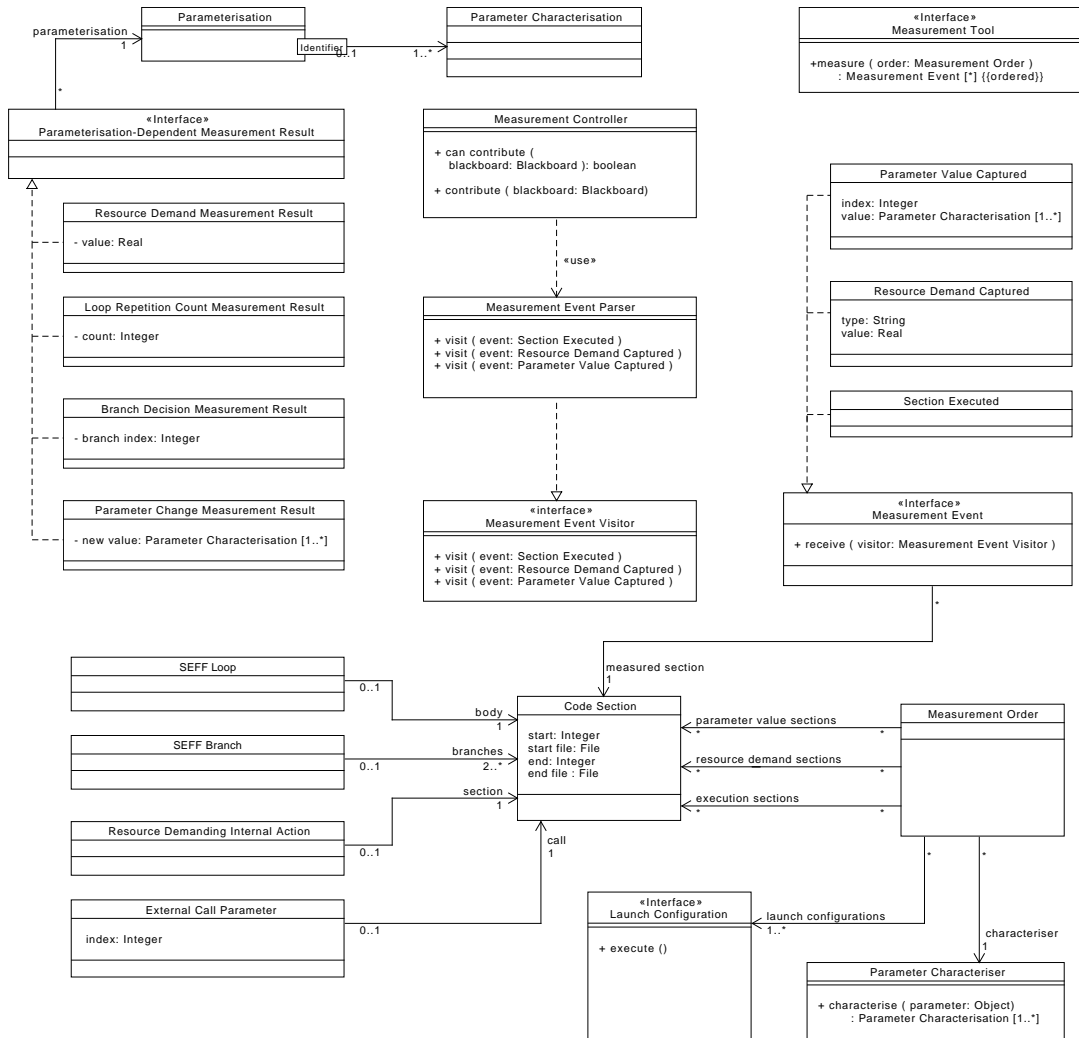 Parameterisation
Identifier
parameterisation
1
*
0..1
1..*
Parameter Characterisation
«Interface»
Measurement Tool
+measure ( order: Measurement Order )
: Measurement Event [*] {{ordered}}
«Interface»
Parameterisation-Dependent Measurement Result
Resource Demand Measurement Result
- value: Real
Loop Repetition Count Measurement Result
- count: Integer
Branch Decision Measurement Result
- branch index: Integer
Parameter Change Measurement Result
- new value: Parameter Characterisation [1..*]
Measurement Controller
+ can contribute (
blackboard: Blackboard ): boolean
+ contribute ( blackboard: Blackboard)
«use»
Measurement Event Parser
+ visit ( event: Section Executed )
+ visit ( event: Resource Demand Captured )
+ visit ( event: Parameter Value Captured )
«interface»
Measurement Event Visitor
+ visit ( event: Section Executed )
+ visit ( event: Resource Demand Captured )
+ visit ( event: Parameter Value Captured )
Parameter Value Captured
index: Integer
value: Parameter Characterisation [1..*]
Resource Demand Captured
type: String
value: Real
Section Executed
«Interface»
Measurement Event
+ receive ( visitor: Measurement Event Visitor )
*
measured section
1
SEFF Loop
0..1
body
1
SEFF Branch
0..1
branches
2..*
Resource Demanding Internal Action
0..1
section
1
External Call Parameter
index: Integer
0..1
call
1
Code Section
start: Integer
start file: File
end: Integer
end file : File
parameter value sections
*
*
resource demand sections
*
*
execution sections
*
*
Measurement Order
*
*
launch configurations
1..*
«Interface»
Launch Configuration
+ execute ()
characteriser
1
Parameter Characteriser
+ characterise ( parameter: Object)
: Parameter Characterisation [1..*]